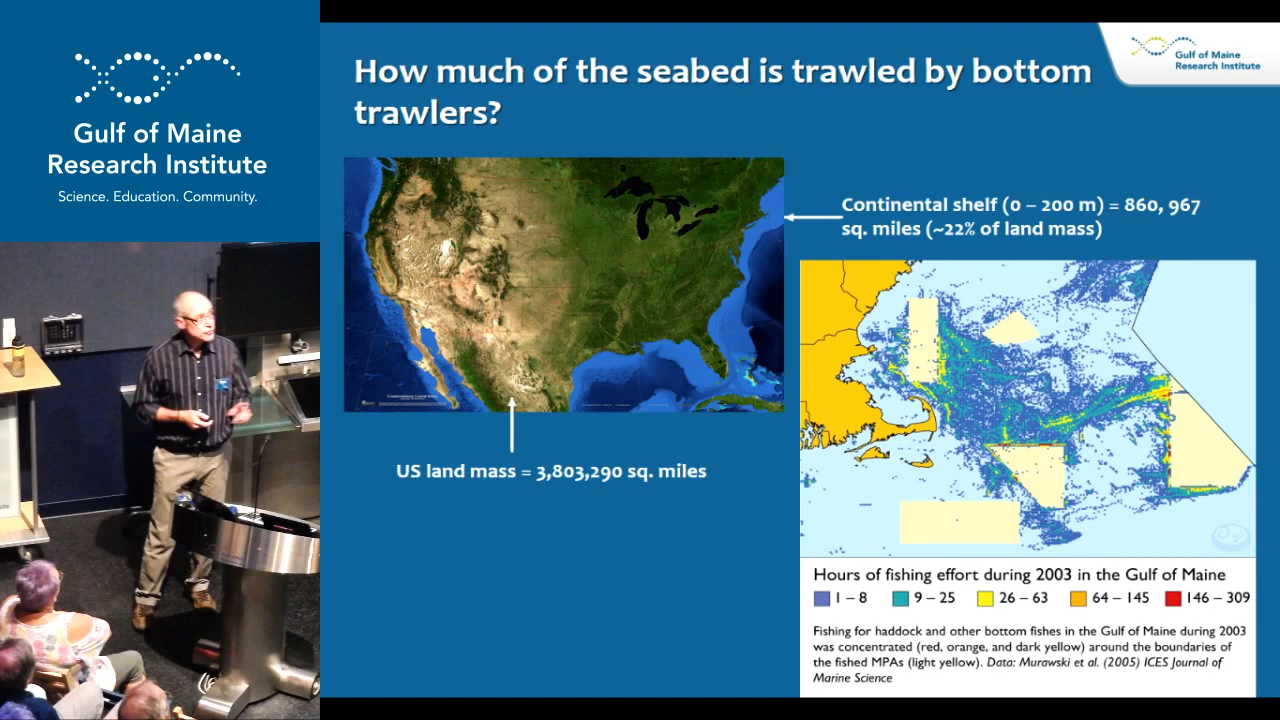 Gulf of Maine
Research Institute
Science. Education. Community.
How much of the seabed is trawled by bottom
trawlers?
Gulf of Maine
Research Institute
Continental shelf (0 – 200 m) = 860, 967
sq. miles (~22% of land mass)
US land mass = 3,803,290 sq. miles
Hours of fishing effort during 2003 in the Gulf of Maine
1 – 8 9 – 25 26 – 63 64 – 145 146 – 309
Fishing for haddock and other bottom fishes in the Gulf of Maine during 2003
was concentrated (red, orange, and dark yellow) around the boundaries of
the fished MPAs (light yellow). Data: Murawski et al. (2005) ICES Journal of
Marine Science